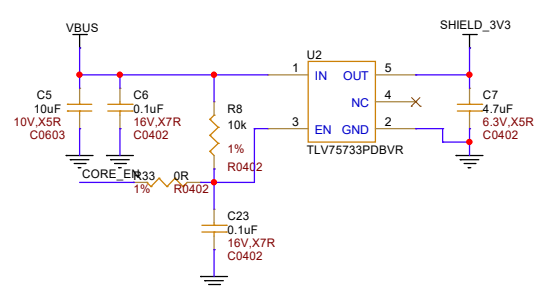 VBUS
SHIELD_3V3
U2
1
IN
OUT
5
C5
10uF
10V,X5R
C0603
C6
0.1uF
16V,X7R
C0402
R8
10k
1%
R0402
NC
4
3
EN
GND
2
TLV75733PDBVR
C7
4.7uF
6.3V,X5R
C0402
CORE_EN
R33
0R
1%
R0402
C23
0.1uF
16V,X7R
C0402